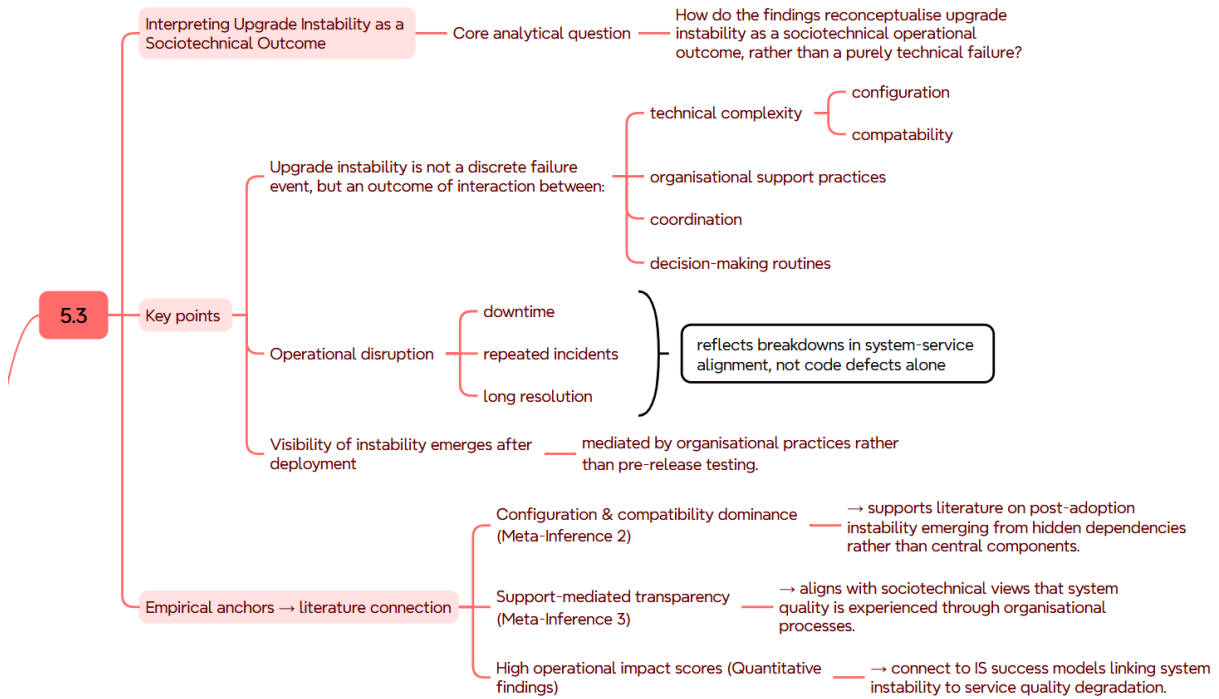 Interpreting Upgrade Instability as a
Sociotechnical Outcome
Core analytical question
How do the findings reconceptualise upgrade
instability as a sociotechnical operational
outcome, rather than a purely technical failure?
5.3
Key points
Upgrade instability is not a discrete failure
event, but an outcome of interaction between:
technical complexity
configuration
compatability
organisational support practices
coordination
decision-making routines
Operational disruption
downtime
repeated incidents
long resolution
reflects breakdowns in system-service
alignment, not code defects alone
Visibility of instability emerges after
deployment
mediated by organisational practices rather
than pre-release testing.
Empirical anchors → literature connection
Configuration & compatibility dominance
(Meta-Inference 2)
→ supports literature on post-adoption
instability emerging from hidden dependencies
rather than central components.
Support-mediated transparency
(Meta-Inference 3)
→ aligns with sociotechnical views that system
quality is experienced through organisational
processes.
High operational impact scores (Quantitative
findings)
→ connect to IS success models linking system
instability to service quality degradation.